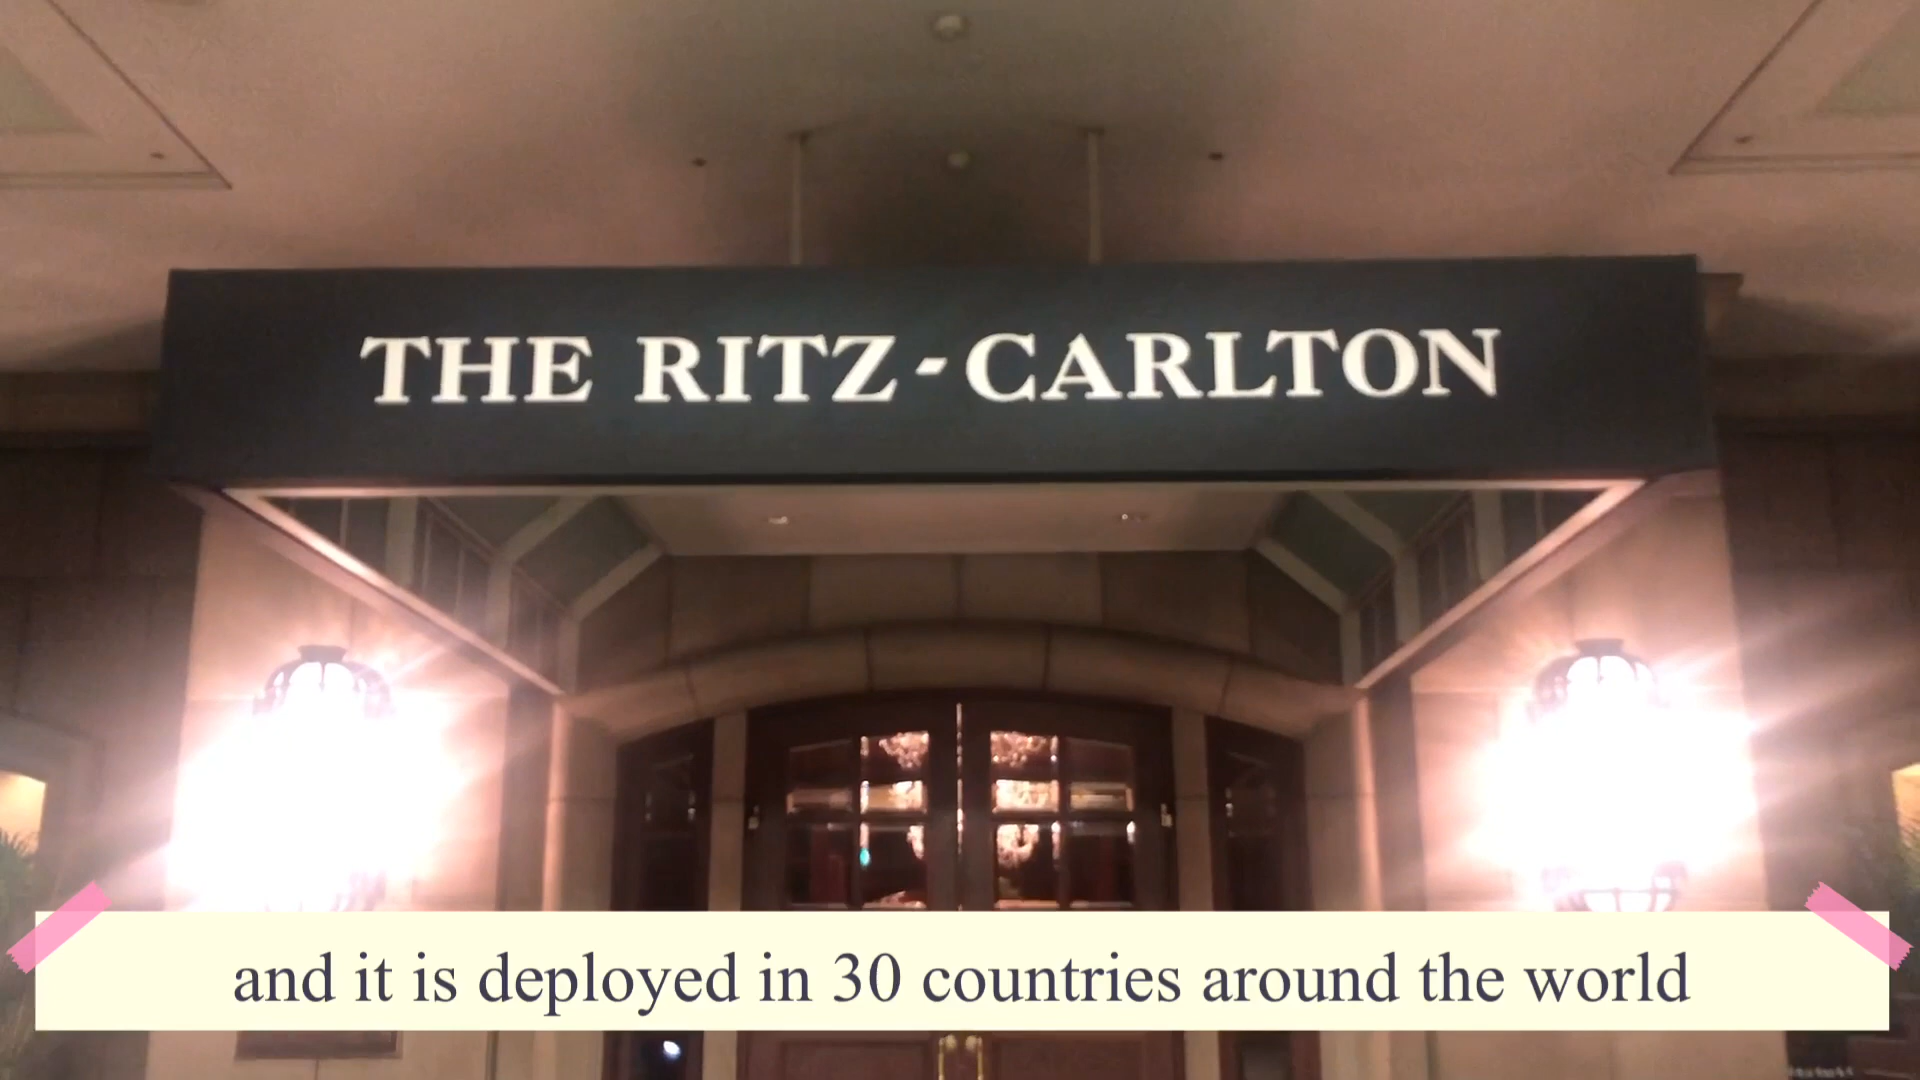 THE RITZ-CARLTON
and it is deployed in 30 countries around the world